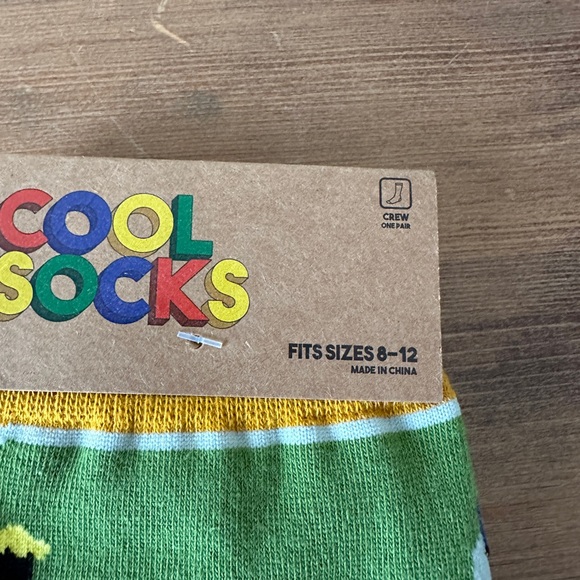 COOL
SOCKS
CREW
ONE PAIR
FITS SIZES 8–12
MADE IN CHINA